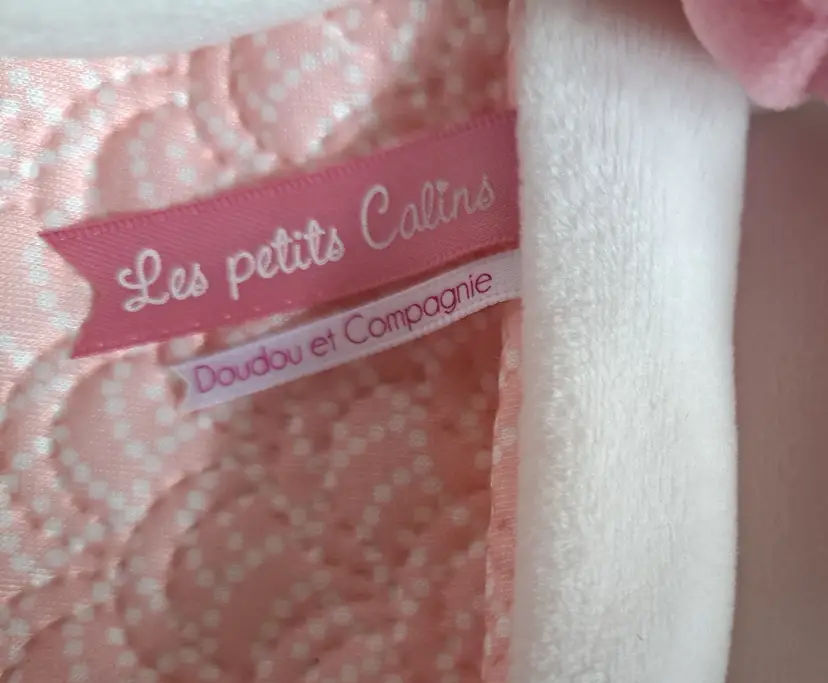 Les petits Calins
Doudou et Compagnie